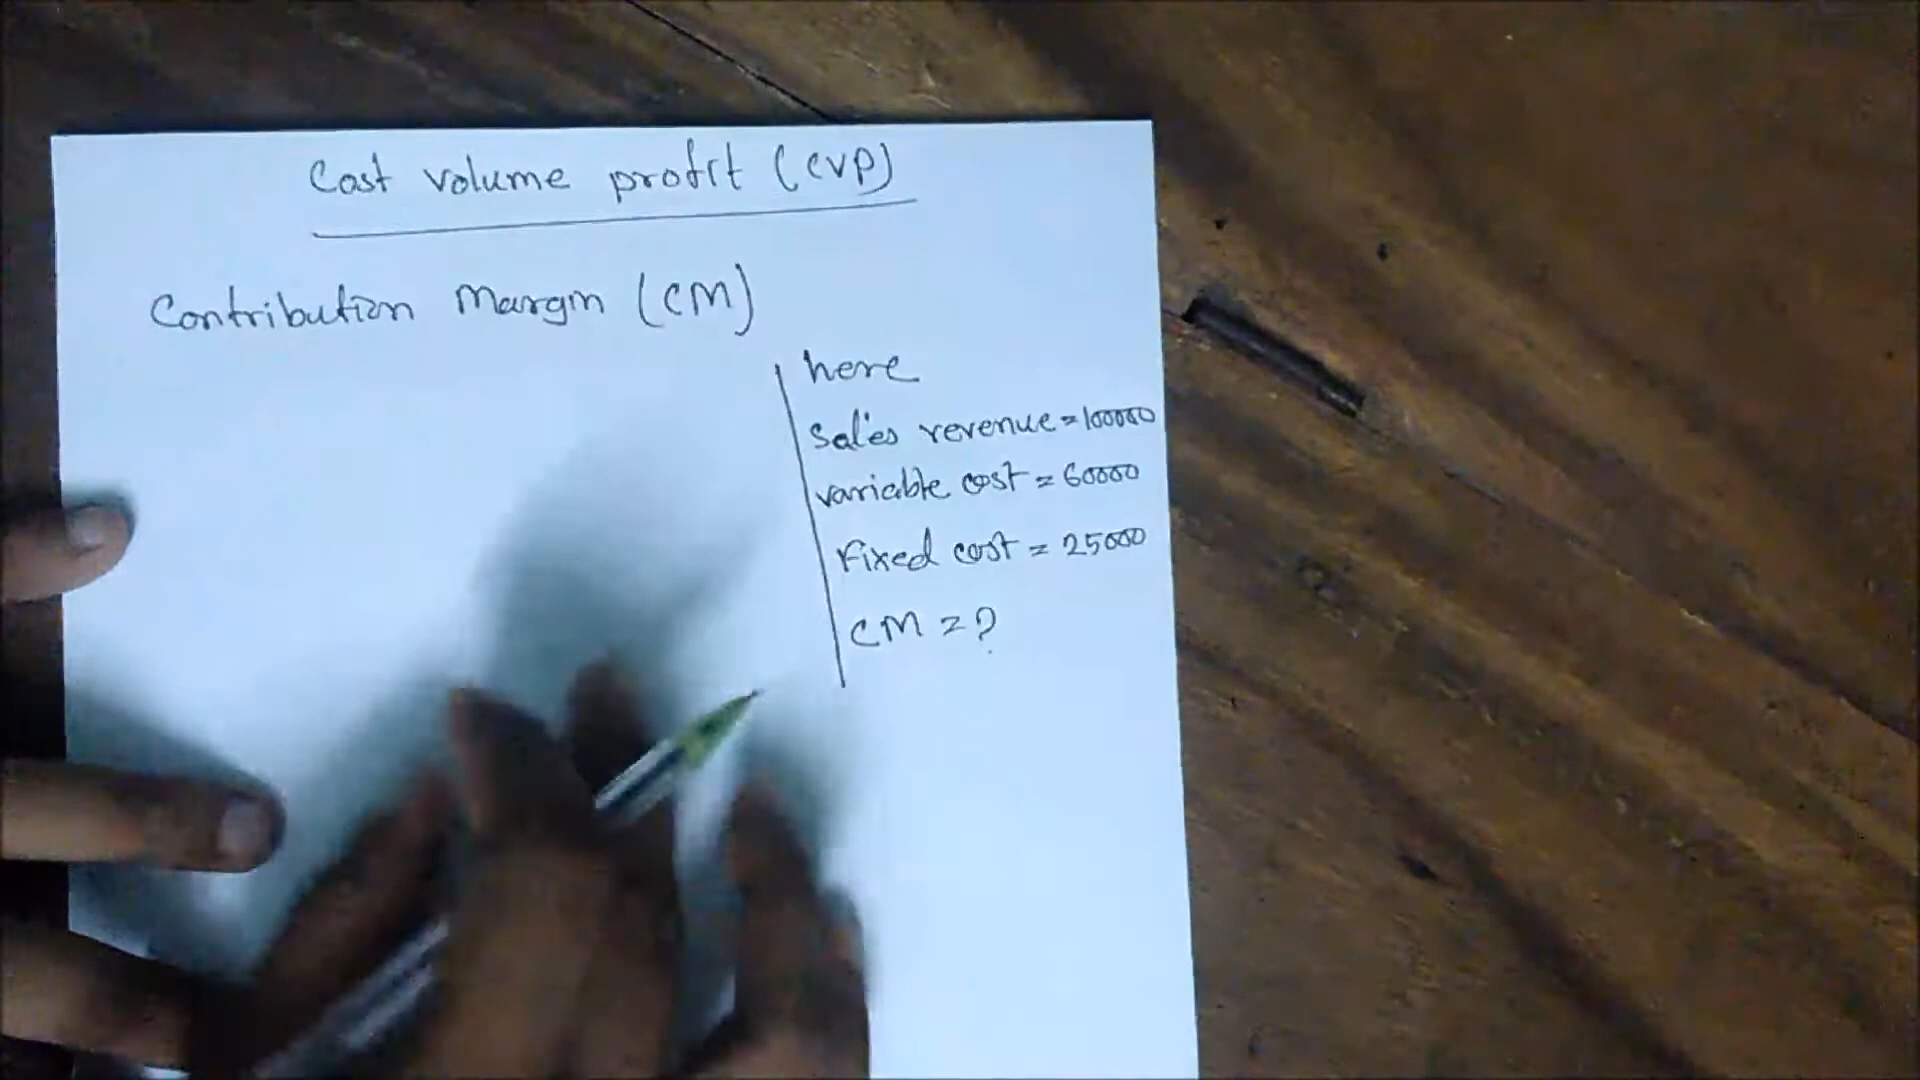 Cost volume profit (CVP)
Contribution Margin (CM)
here
Sales revenue = 100000
variable cost = 60000
Fixed cost = 25000
CM = ?